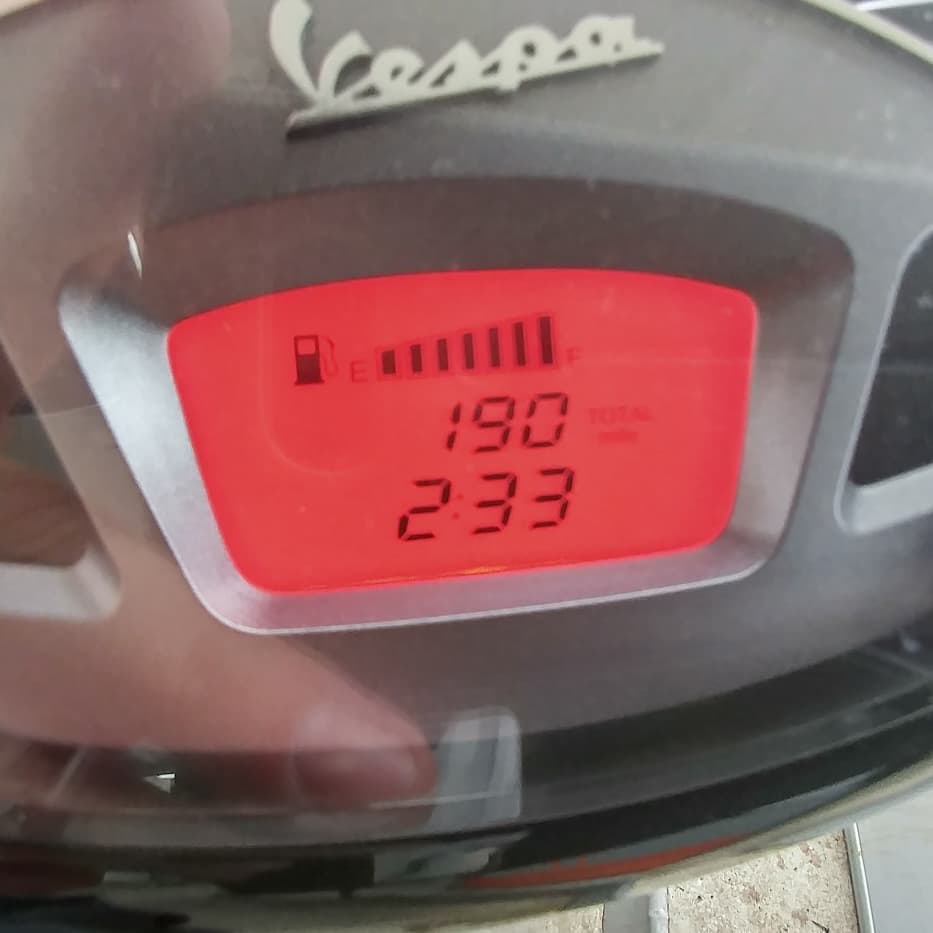 Vespa
E F
190 TOTAL
2:33